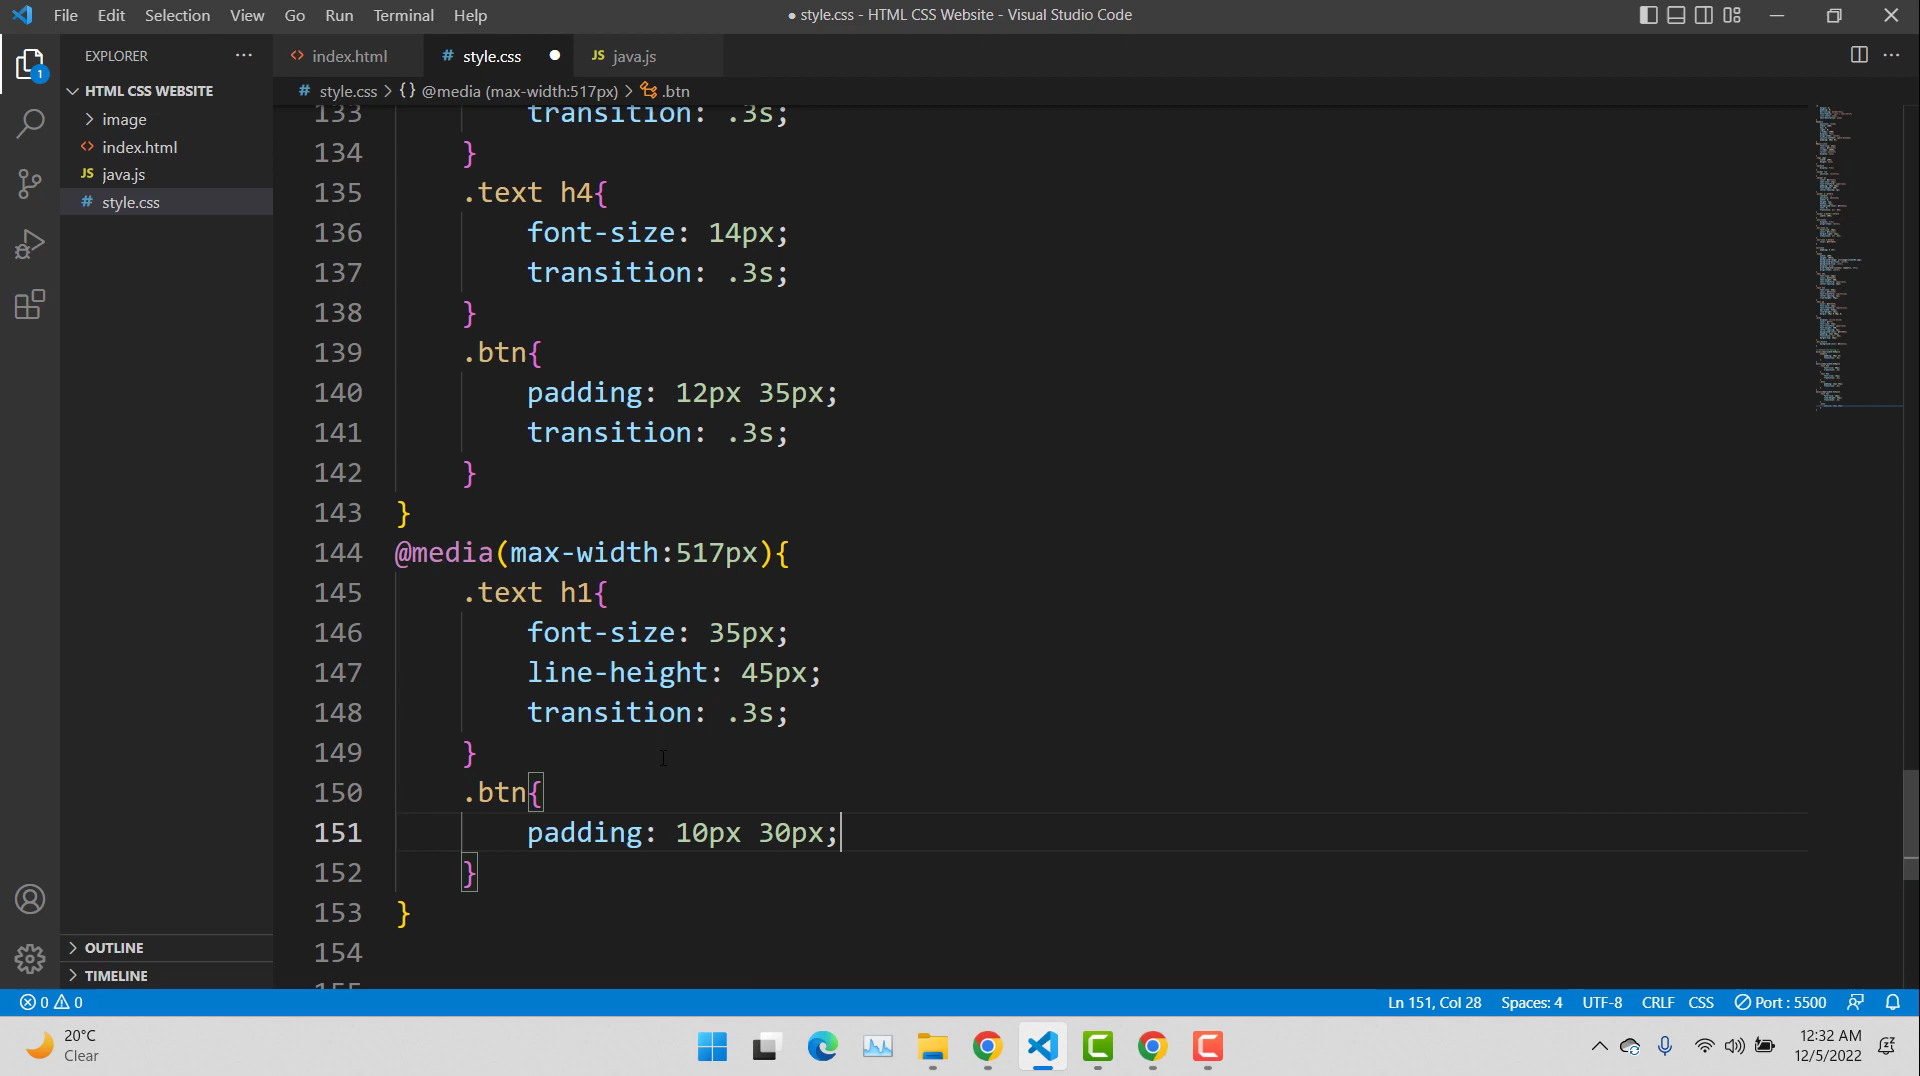 File Edit Selection View Go Run Terminal Help
● style.css - HTML CSS Website - Visual Studio Code
EXPLORER ···
<> index.html
# style.css ●
JS java.js
HTML CSS WEBSITE
# style.css > {} @media (max-width:517px) > .btn
1
image
<> index.html
JS java.js
# style.css
133 transition: .3s;
134 }
135 .text h4{
136 font-size: 14px;
137 transition: .3s;
138 }
139 .btn{
140 padding: 12px 35px;
141 transition: .3s;
142 }
143 }
144 @media(max-width:517px){
145 .text h1{
146 font-size: 35px;
147 line-height: 45px;
148 transition: .3s;
149 }
150 .btn{
151 padding: 10px 30px;
152 }
153 }
154
155
OUTLINE
TIMELINE
0 0
Ln 151, Col 28 Spaces: 4 UTF-8 CRLF CSS Port : 5500
20°C
Clear
12:32 AM
12/5/2022